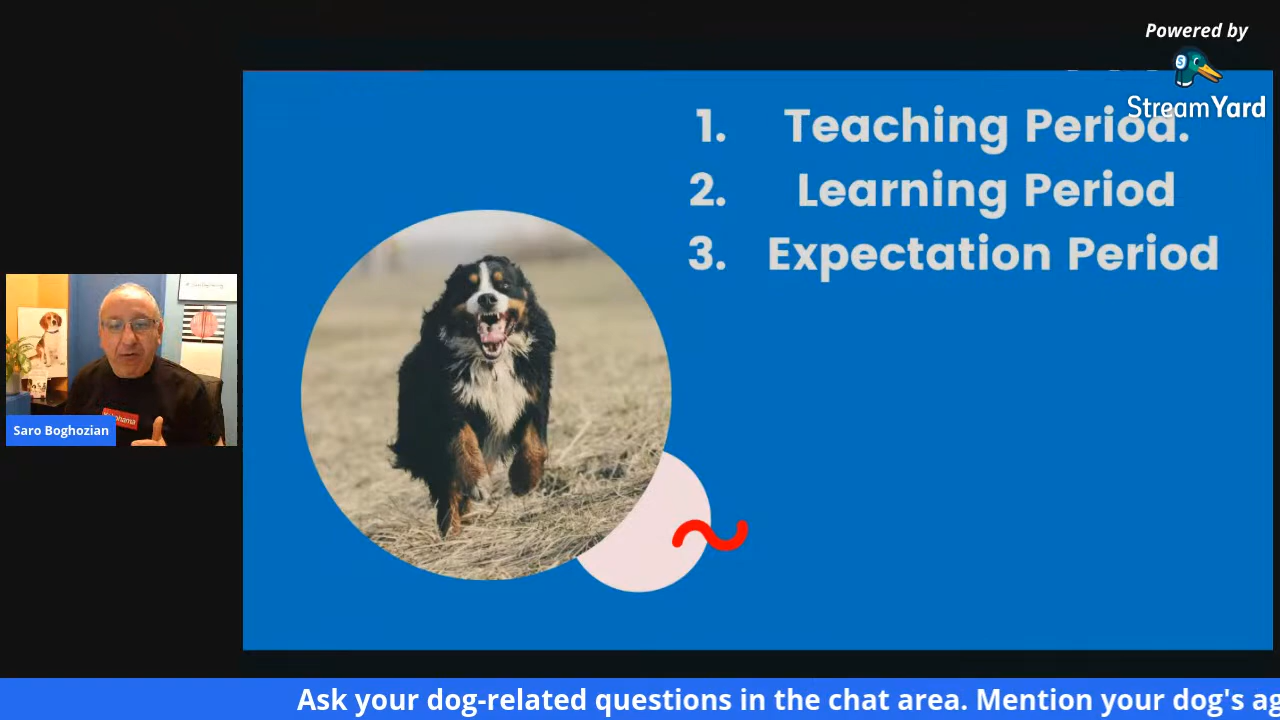 Powered by
StreamYard
1. Teaching Period.
2. Learning Period
3. Expectation Period
Saro Boghozian
Ask your dog-related questions in the chat area. Mention your dog's ag